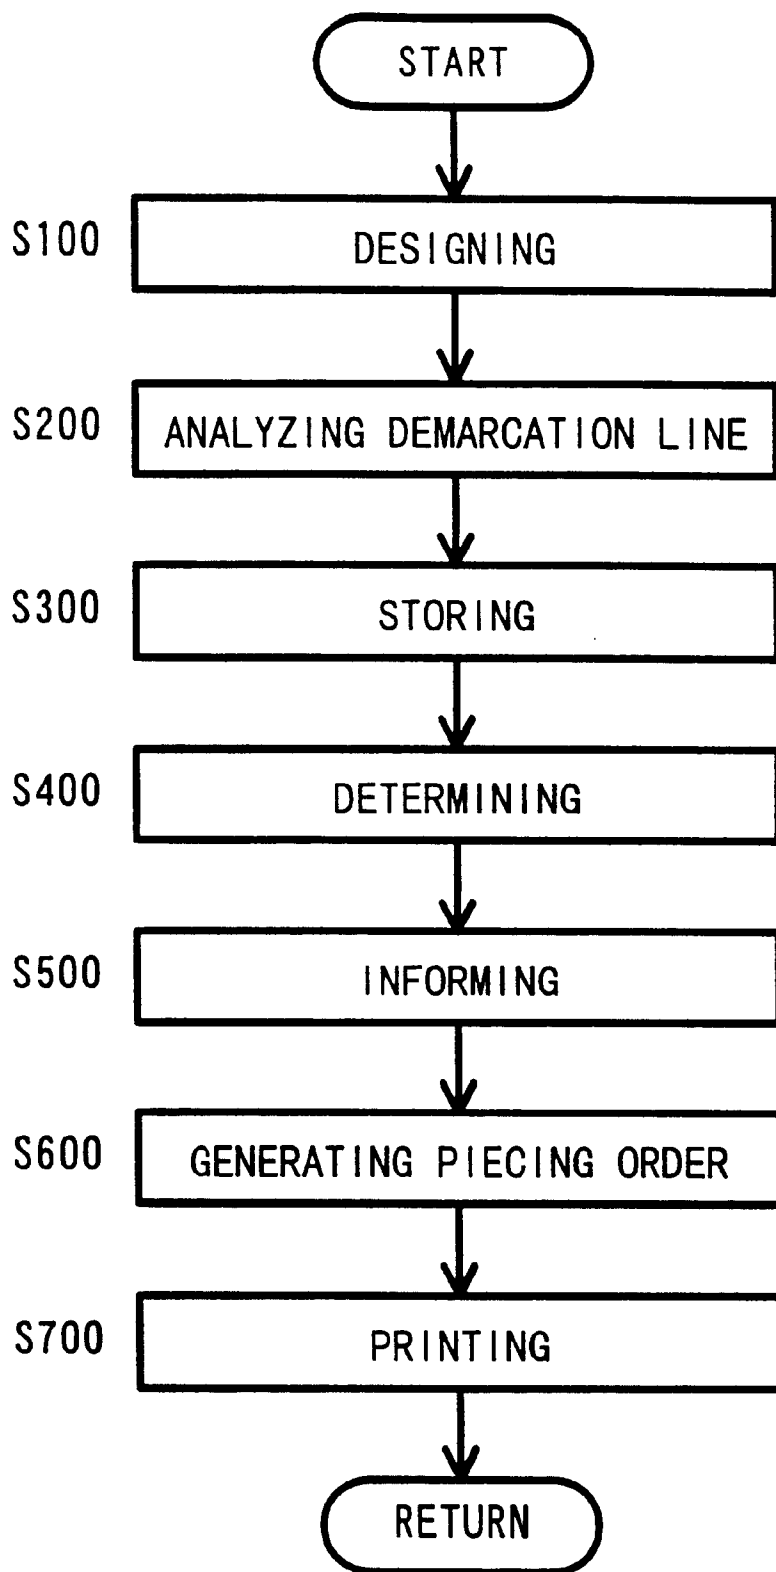 START
S100 DESIGNING
S200 ANALYZING DEMARCATION LINE
S300 STORING
S400 DETERMINING
S500 INFORMING
S600 GENERATING PIECING ORDER
S700 PRINTING
RETURN